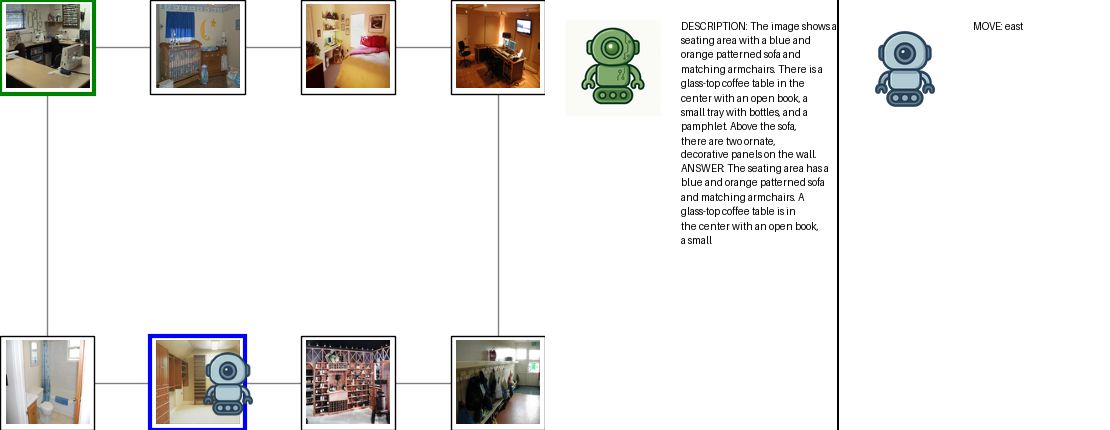 DESCRIPTION: The image shows a
seating area with a blue and
orange patterned sofa and
matching armchairs. There is a
glass-top coffee table in the
center with an open book, a
small tray with bottles, and a
pamphlet. Above the sofa,
there are two ornate,
decorative panels on the wall.
ANSWER: The seating area has a
blue and orange patterned sofa
and matching armchairs. A
glass-top coffee table is in
the center with an open book,
a small
MOVE: east